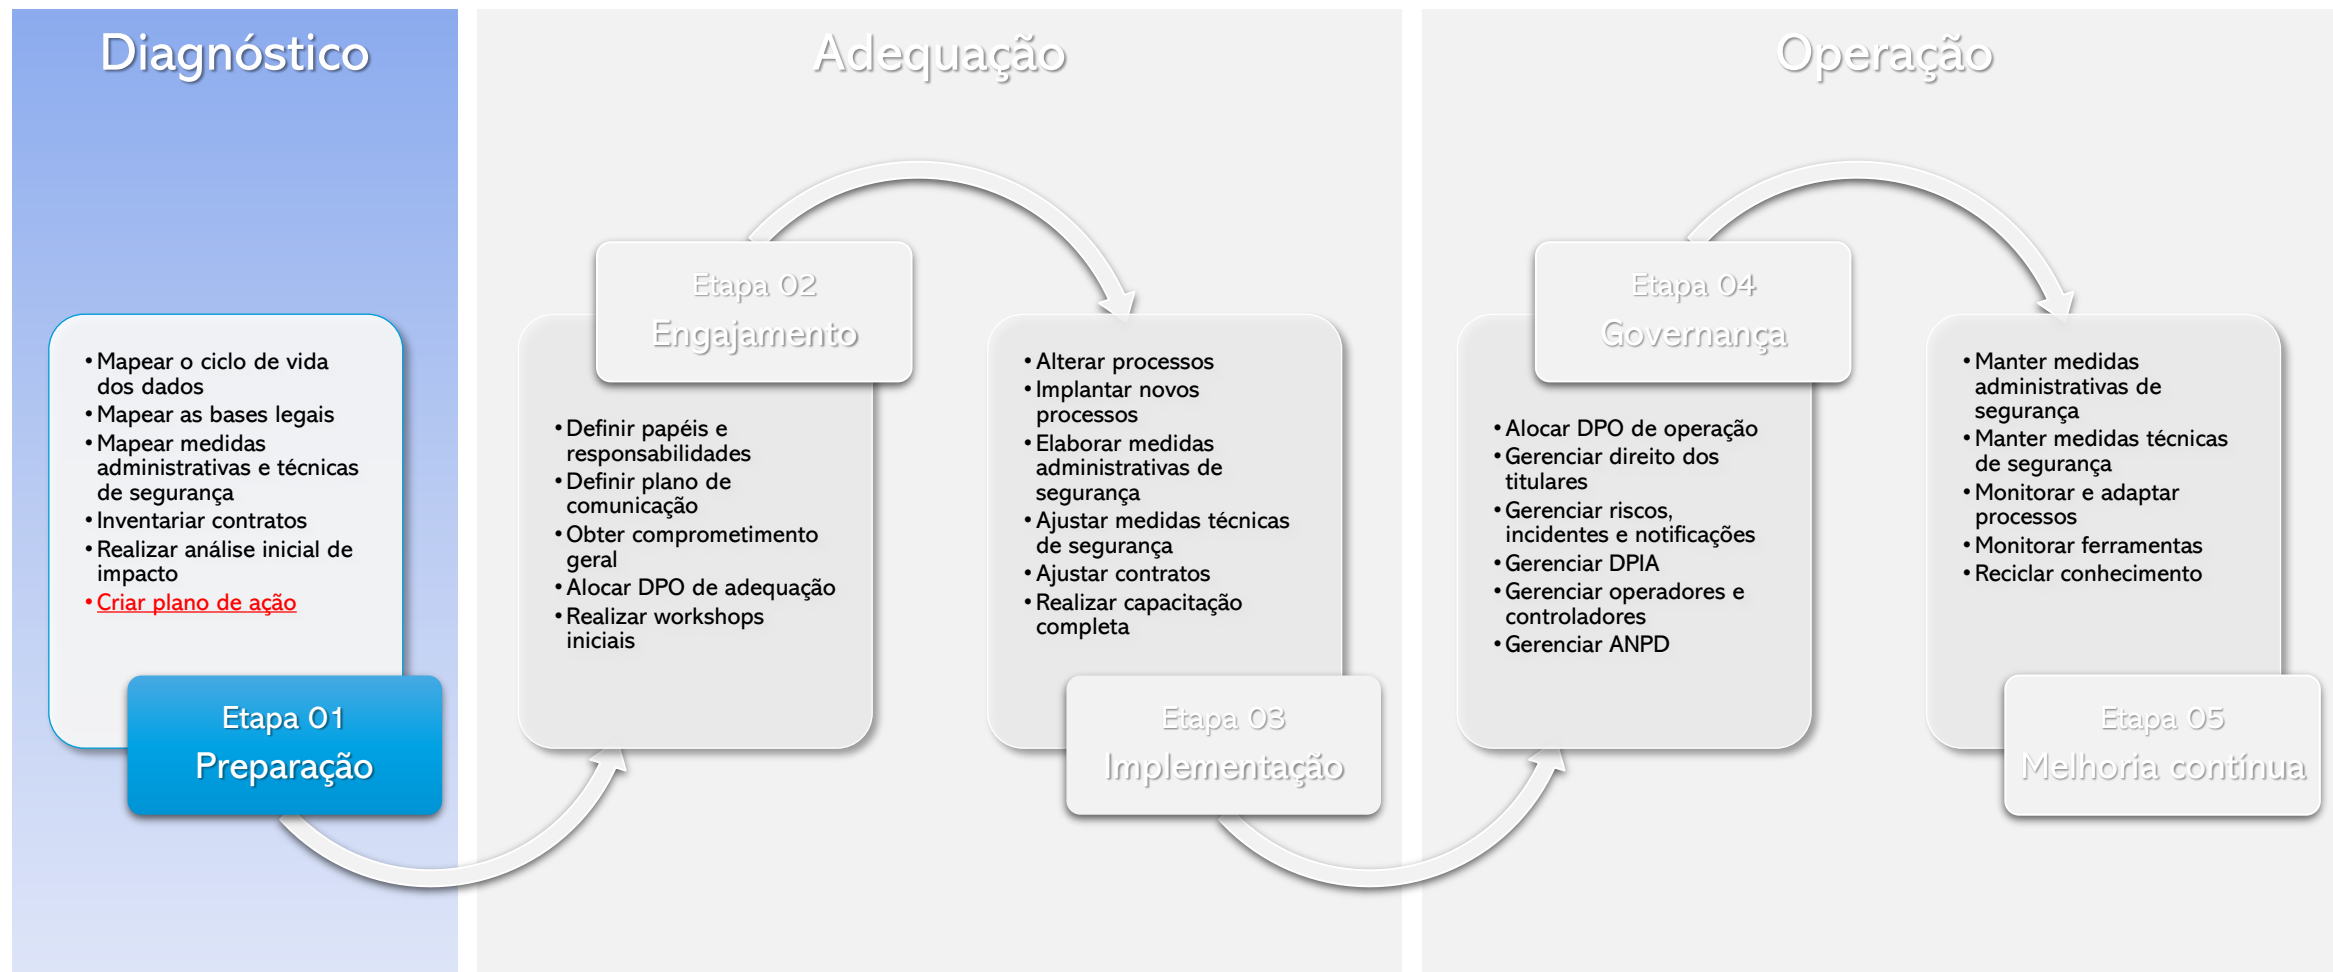 Diagnóstico
• Mapear o ciclo de vida
dos dados
• Mapear as bases legais
• Mapear medidas
administrativas e técnicas
de segurança
• Inventariar contratos
• Realizar análise inicial de
impacto
• Criar plano de ação
Etapa 01
Preparação
Adequação
Etapa 02
Engajamento
• Definir papéis e
responsabilidades
• Definir plano de
comunicação
• Obter comprometimento
geral
• Alocar DPO de adequação
• Realizar workshops
iniciais
• Alterar processos
• Implantar novos
processos
• Elaborar medidas
administrativas de
segurança
• Ajustar medidas técnicas
de segurança
• Ajustar contratos
• Realizar capacitação
completa
Etapa 03
Implementação
Operação
Etapa 04
Governança
• Alocar DPO de operação
• Gerenciar direito dos
titulares
• Gerenciar riscos,
incidentes e notificações
• Gerenciar DPIA
• Gerenciar operadores e
controladores
• Gerenciar ANPD
• Manter medidas
administrativas de
segurança
• Manter medidas técnicas
de segurança
• Monitorar e adaptar
processos
• Monitorar ferramentas
• Reciclar conhecimento
Etapa 05
Melhoria contínua